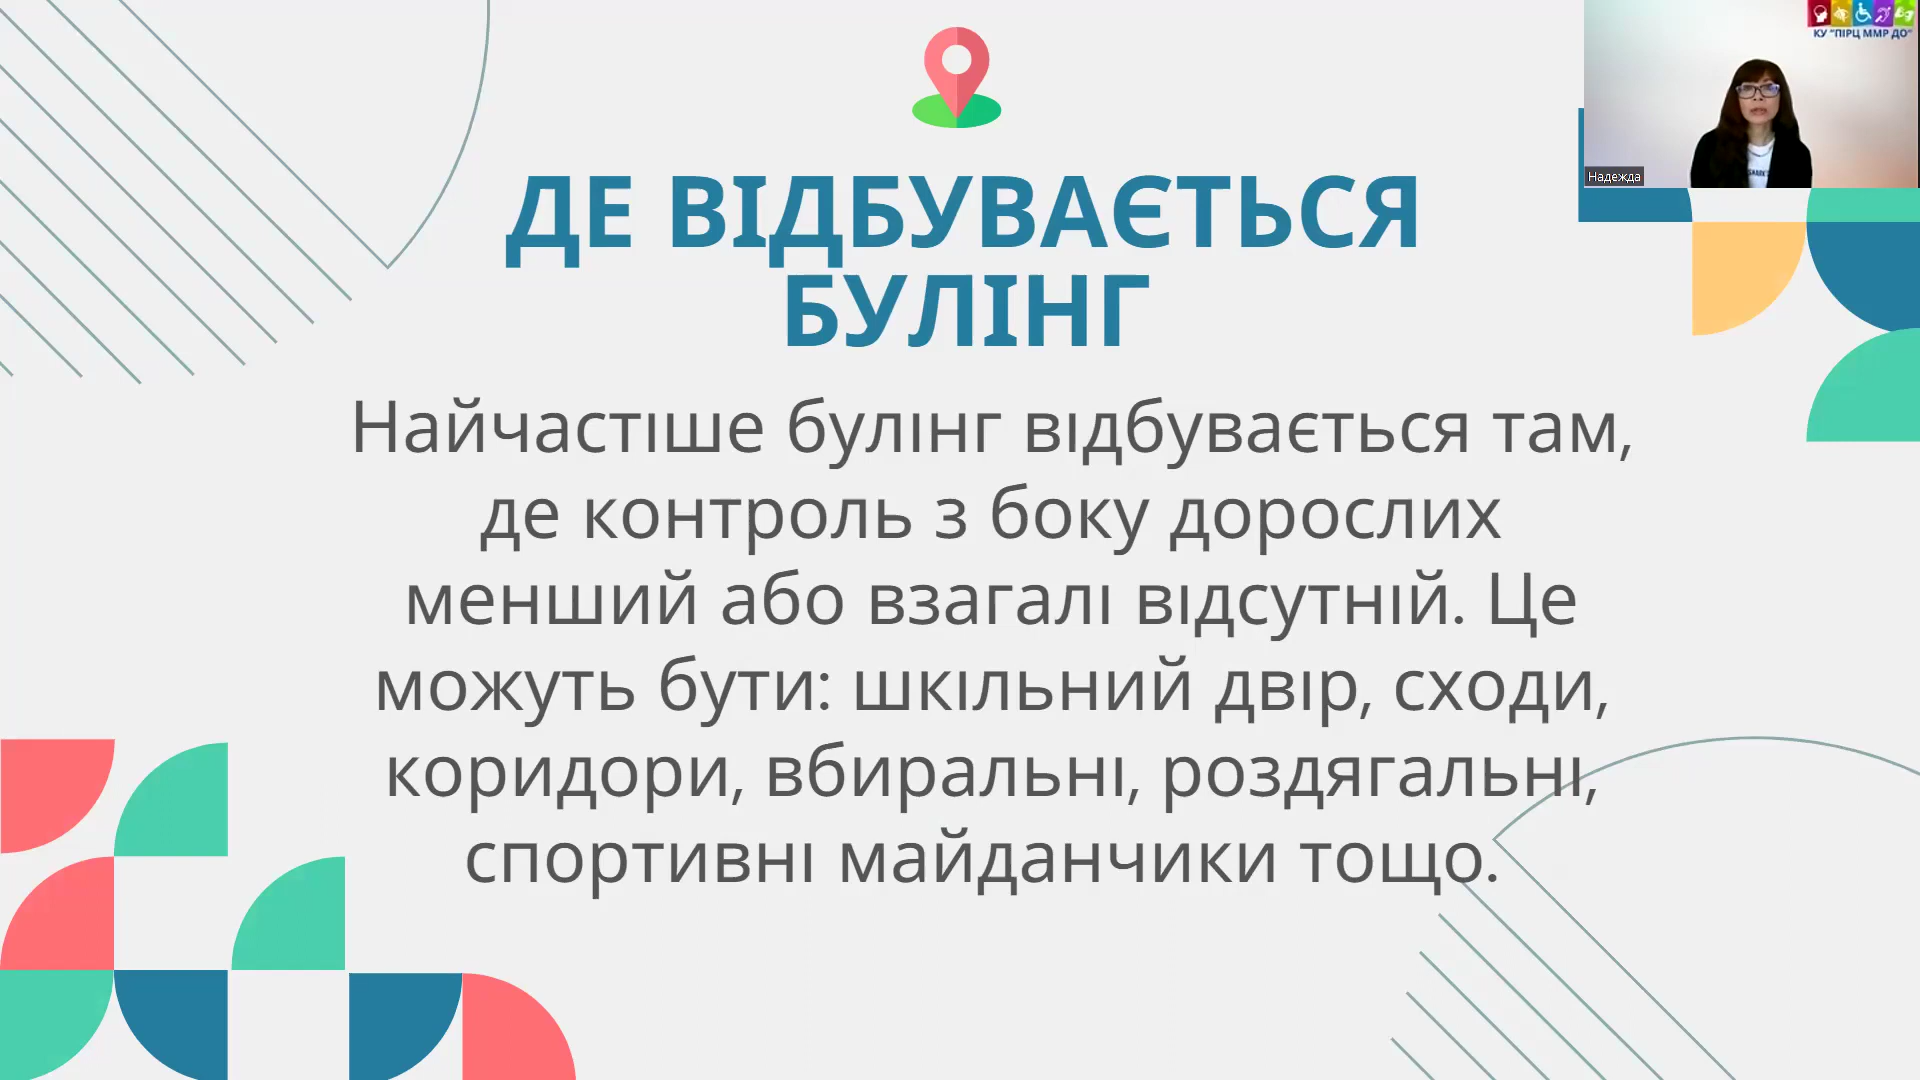 КУ "ПІРЦ ММР ДО"
Надежда
ДЕ ВІДБУВАЄТЬСЯ
БУЛІНГ
Найчастіше булінг відбувається там,
де контроль з боку дорослих
менший або взагалі відсутній. Це
можуть бути: шкільний двір, сходи,
коридори, вбиральні, роздягальні,
спортивні майданчики тощо.